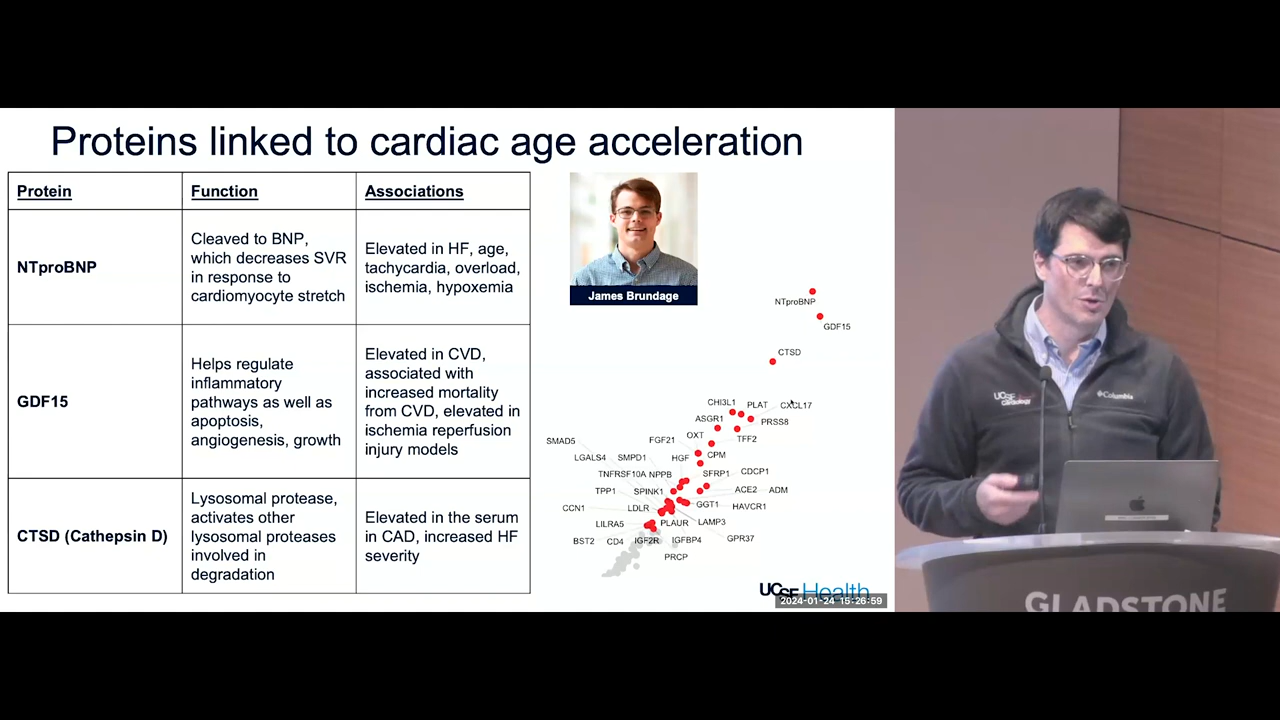 Proteins linked to cardiac age acceleration
Protein
Function
Associations
NTproBNP
Cleaved to BNP,
which decreases SVR
in response to
cardiomyocyte stretch
Elevated in HF, age,
tachycardia, overload,
ischemia, hypoxemia
GDF15
Helps regulate
inflammatory
pathways as well as
apoptosis,
angiogenesis, growth
Elevated in CVD,
associated with
increased mortality
from CVD, elevated in
ischemia reperfusion
injury models
CTSD (Cathepsin D)
Lysosomal protease,
activates other
lysosomal proteases
involved in
degradation
Elevated in the serum
in CAD, increased HF
severity
James Brundage
NTproBNP
GDF15
CTSD
CHI3L1 PLAT CXCL17
ASGR1 PRSS8
OXT TFF2
SMAD5 FGF21
LGALS4 SMPD1 HGF CPM
TNFRSF10A NPPB SFRP1 CDCP1
TPP1 SPINK1 ACE2 ADM
CCN1 LDLR GGT1 HAVCR1
LILRA5 PLAUR LAMP3
BST2 CD4 IGF2R IGFBP4 GPR37
PRCP
UCSF Health
2024-01-24 15:26:59
UCSF
Cardiology
Columbia
GLADSTONE